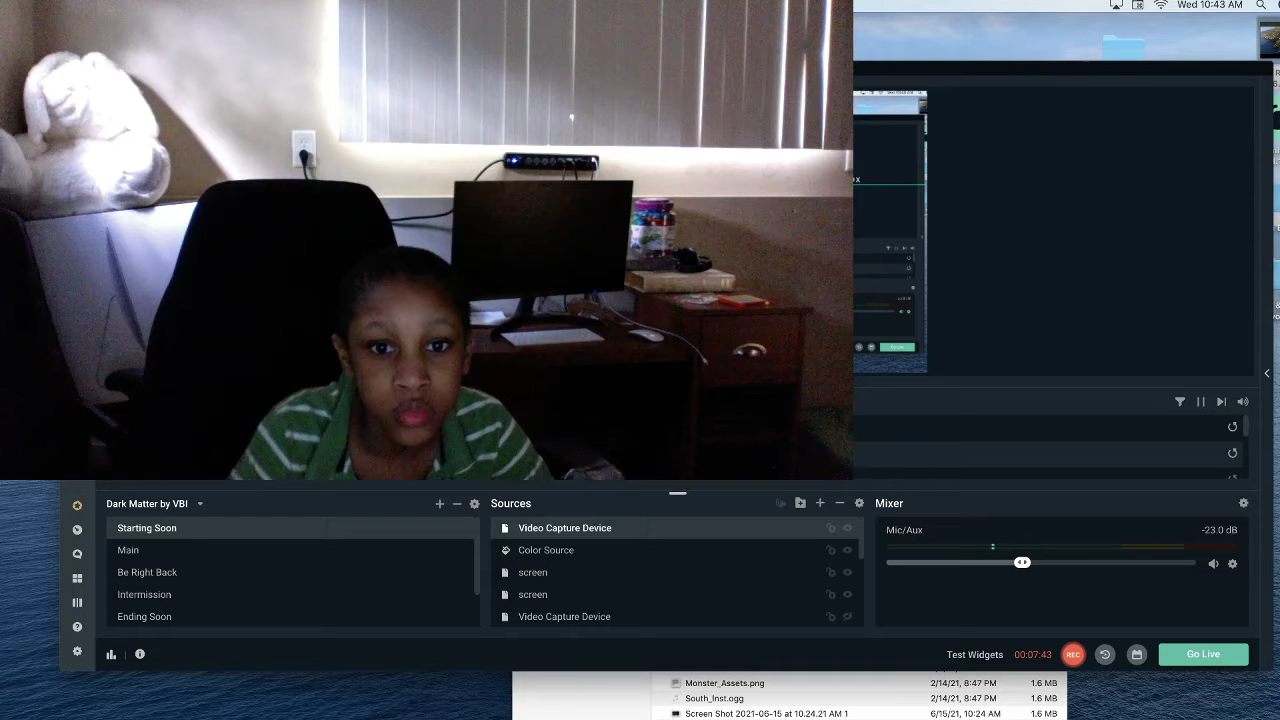 Wed 10:43 AM
Dark Matter by VBI
Starting Soon
Main
Be Right Back
Intermission
Ending Soon
Sources
Video Capture Device
Color Source
screen
screen
Video Capture Device
Mixer
Mic/Aux -23.0 dB
Test Widgets 00:07:43 REC Go Live
Monster_Assets.png 2/14/21, 8:47 PM 1.6 MB
South_Inst.ogg 2/14/21, 8:47 PM 1.6 MB
Screen Shot 2021-06-15 at 10.24.21 AM 1 6/15/21, 10:24 AM 1.6 MB